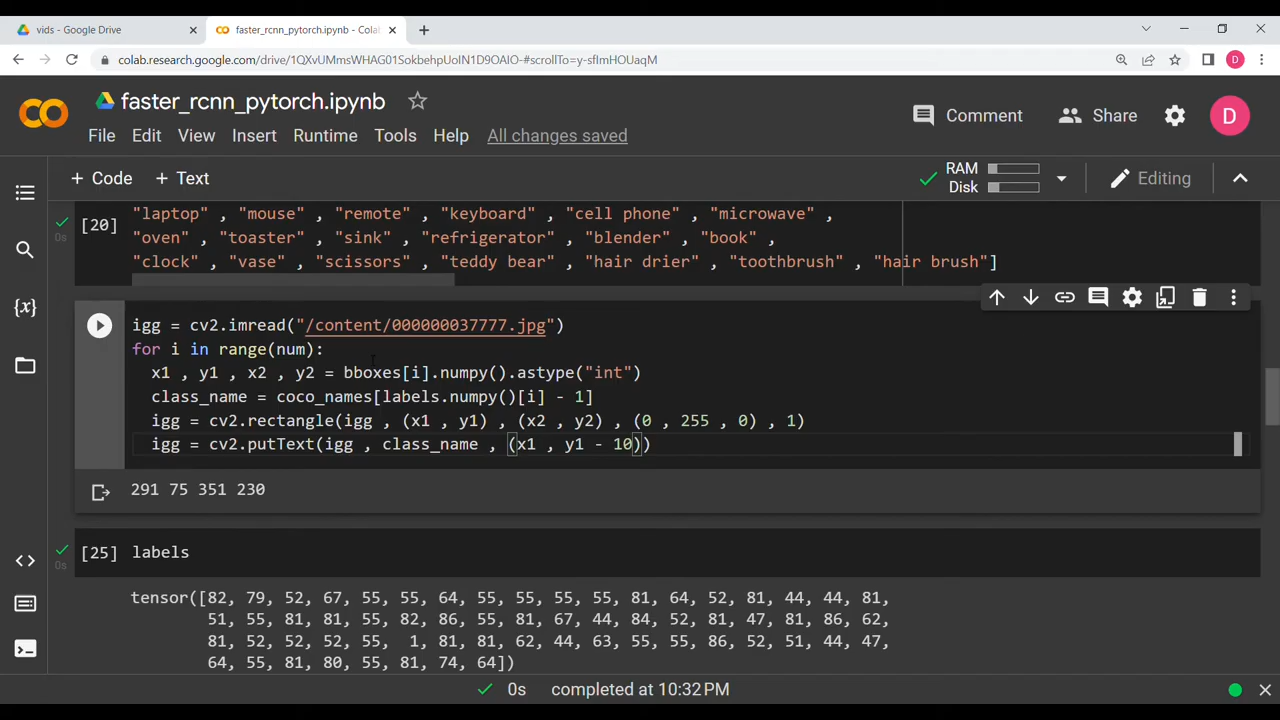 vids - Google Drive
faster_rcnn_pytorch.ipynb - Colab
colab.research.google.com/drive/1QXvUMmsWHAG01SokbehpUoIN1D9OAIO-#scrollTo=y-sfImHOUaqM
D
faster_rcnn_pytorch.ipynb
Comment
Share
D
File Edit View Insert Runtime Tools Help All changes saved
+ Code + Text
RAM
Disk
Editing
[20]
0s
"laptop" , "mouse" , "remote" , "keyboard" , "cell phone" , "microwave" ,
"oven" , "toaster" , "sink" , "refrigerator" , "blender" , "book" ,
"clock" , "vase" , "scissors" , "teddy bear" , "hair drier" , "toothbrush" , "hair brush"]
{x}
igg = cv2.imread("/content/000000037777.jpg")
for i in range(num):
x1 , y1 , x2 , y2 = bboxes[i].numpy().astype("int")
class_name = coco_names[labels.numpy()[i] - 1]
igg = cv2.rectangle(igg , (x1 , y1) , (x2 , y2) , (0 , 255 , 0) , 1)
igg = cv2.putText(igg , class_name , (x1 , y1 - 10))
291 75 351 230
[25] labels
0s
tensor([82, 79, 52, 67, 55, 55, 64, 55, 55, 55, 55, 81, 64, 52, 81, 44, 44, 81,
51, 55, 81, 81, 55, 82, 86, 55, 81, 67, 44, 84, 52, 81, 47, 81, 86, 62,
81, 52, 52, 52, 55, 1, 81, 81, 62, 44, 63, 55, 55, 86, 52, 51, 44, 47,
64, 55, 81, 80, 55, 81, 74, 64])
0s completed at 10:32 PM